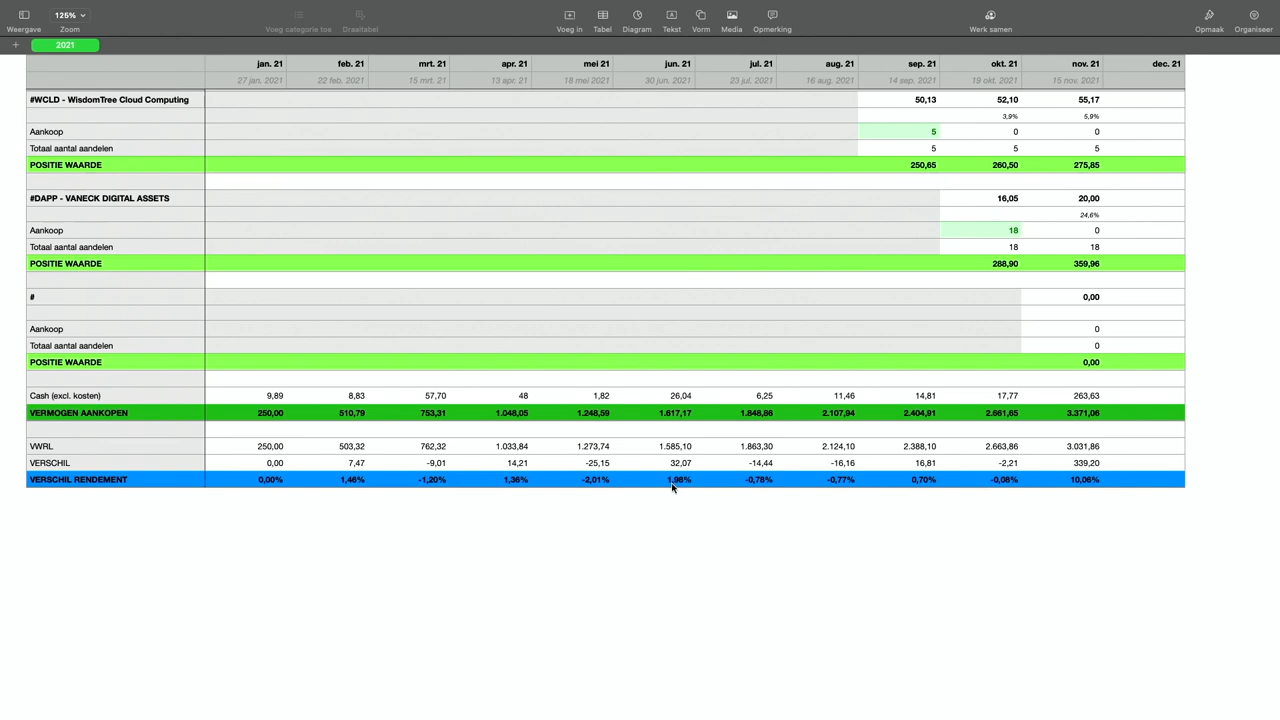 125%
Weergave Zoom Voeg categorie toe Draaitabel Voeg in Tabel Diagram Tekst Vorm Media Opmerking Werk samen Opmaak Organiseer
+ 2021
jan. 21 feb. 21 mrt. 21 apr. 21 mei. 21 jun. 21 jul. 21 aug. 21 sep. 21 okt. 21 nov. 21 dec. 21
27 jan. 2021 22 feb. 2021 15 mrt. 21 13 apr. 21 18 mei 2021 30 jun. 2021 23 jul. 2021 16 aug. 2021 14 sep. 2021 19 okt. 2021 15 nov. 2021
#WCLD - WisdomTree Cloud Computing 50,13 52,10 55,17
3,9% 5,9%
Aankoop 5 0 0
Totaal aantal aandelen 5 5 5
POSITIE WAARDE 250,65 260,50 275,85
#DAPP - VANECK DIGITAL ASSETS 16,05 20,00
24,6%
Aankoop 18 0
Totaal aantal aandelen 18 18
POSITIE WAARDE 288,90 359,96
# 0,00
Aankoop 0
Totaal aantal aandelen 0
POSITIE WAARDE 0,00
Cash (excl. kosten) 9,89 8,83 57,70 48 1,82 26,04 6,25 11,46 14,81 17,77 263,63
VERMOGEN AANKOPEN 250,00 510,79 753,31 1.048,05 1.248,59 1.617,17 1.848,86 2.107,94 2.404,91 2.661,65 3.371,06
VWRL 250,00 503,32 762,32 1.033,84 1.273,74 1.585,10 1.863,30 2.124,10 2.388,10 2.663,86 3.031,86
VERSCHIL 0,00 7,47 -9,01 14,21 -25,15 32,07 -14,44 -16,16 16,81 -2,21 339,20
VERSCHIL RENDEMENT 0,00% 1,46% -1,20% 1,36% -2,01% 1,98% -0,78% -0,77% 0,70% -0,08% 10,06%